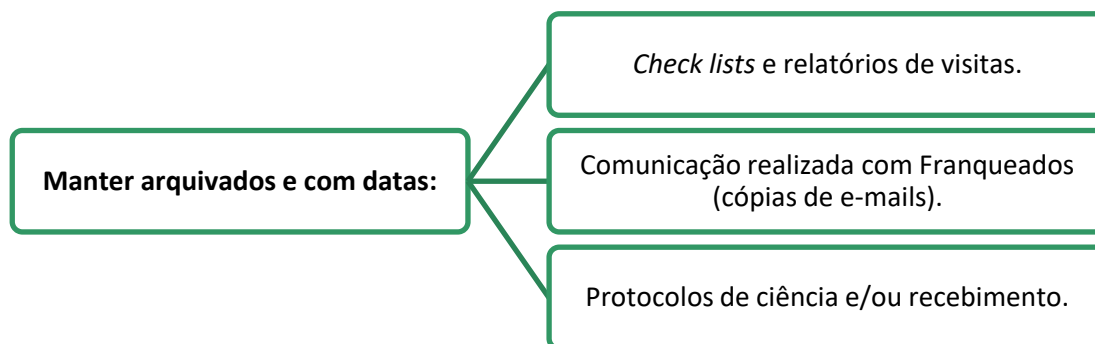 Check lists e relatórios de visitas.
Manter arquivados e com datas:
Comunicação realizada com Franqueados
(cópias de e-mails).
Protocolos de ciência e/ou recebimento.